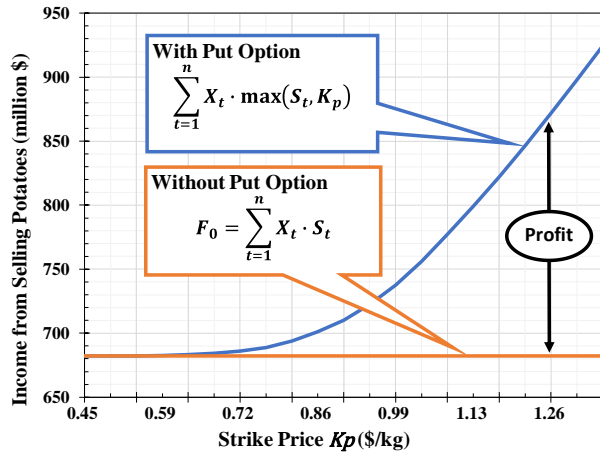 950
900
850
800
750
700
650
Income from Selling Potatoes (million $)
With Put Option
\sum_{t=1}^{n} X_t · max(S_t, K_p)
Without Put Option
F_0 = \sum_{t=1}^{n} X_t · S_t
Profit
0.45 0.59 0.72 0.86 0.99 1.13 1.26
Strike Price Kp ($/kg)